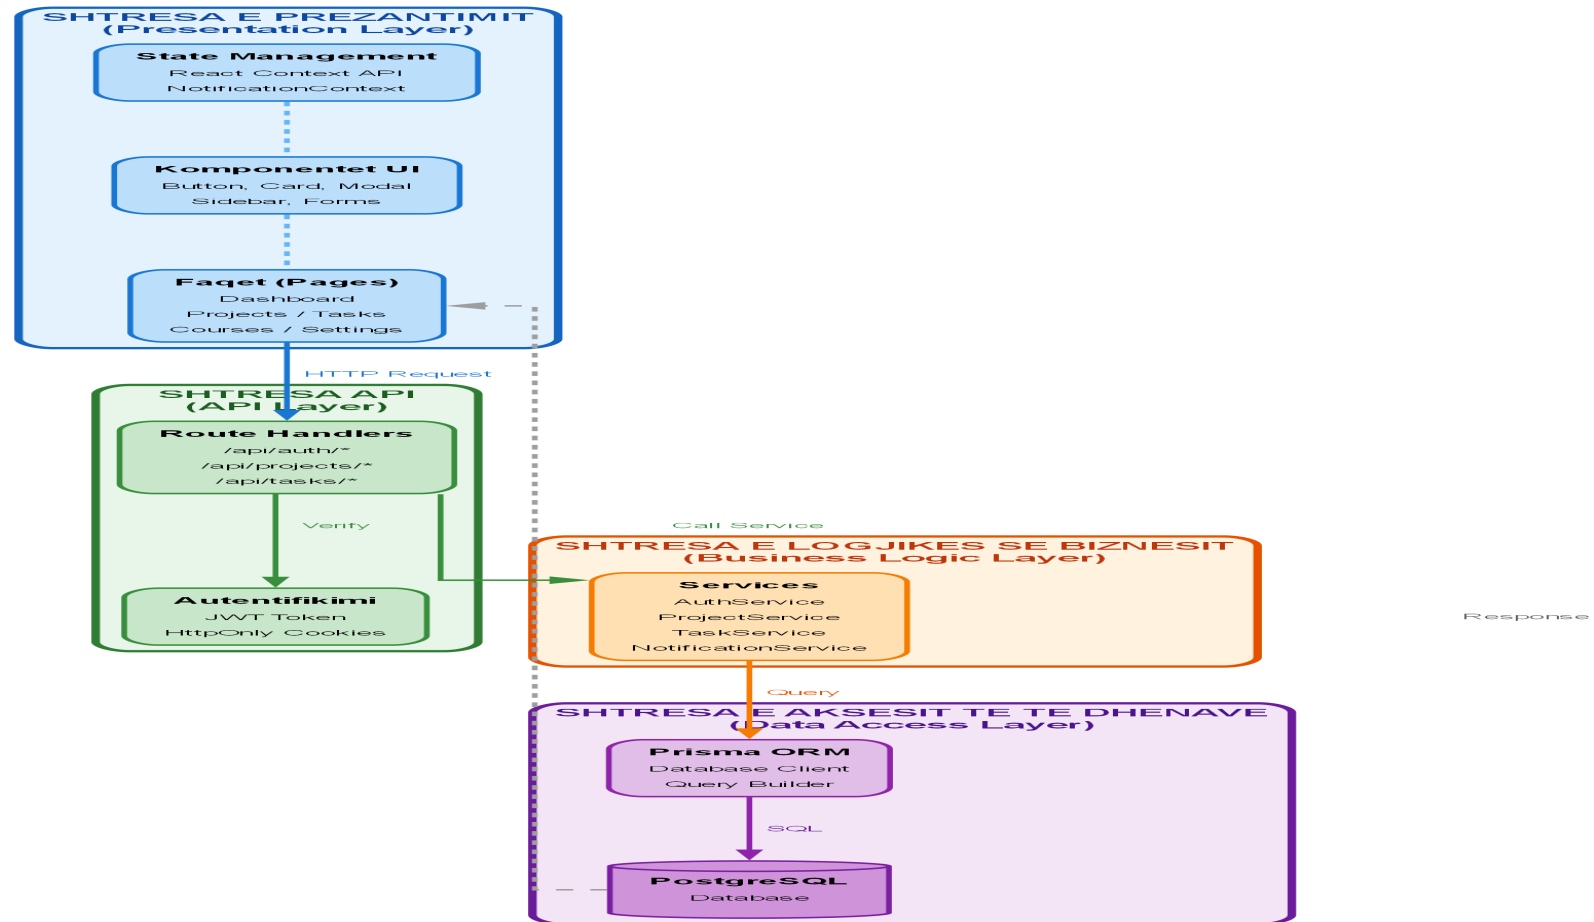 SHTRESA E PREZANTIMIT
(Presentation Layer)
State Management
React Context API
NotificationContext
Komponentet UI
Button, Card, Modal
Sidebar, Forms
Faqet (Pages)
Dashboard
Projects / Tasks
Courses / Settings
HTTP Request
SHTRESA API
(API Layer)
Route Handlers
/api/auth/*
/api/projects/*
/api/tasks/*
Verify
Autentifikimi
JWT Token
HttpOnly Cookies
Call Service
SHTRESA E LOGJIKES SE BIZNESIT
(Business Logic Layer)
Services
AuthService
ProjectService
TaskService
NotificationService
Response
Query
SHTRESA E AKSESIT TE TE DHENAVE
(Data Access Layer)
Prisma ORM
Database Client
Query Builder
SQL
PostgreSQL
Database